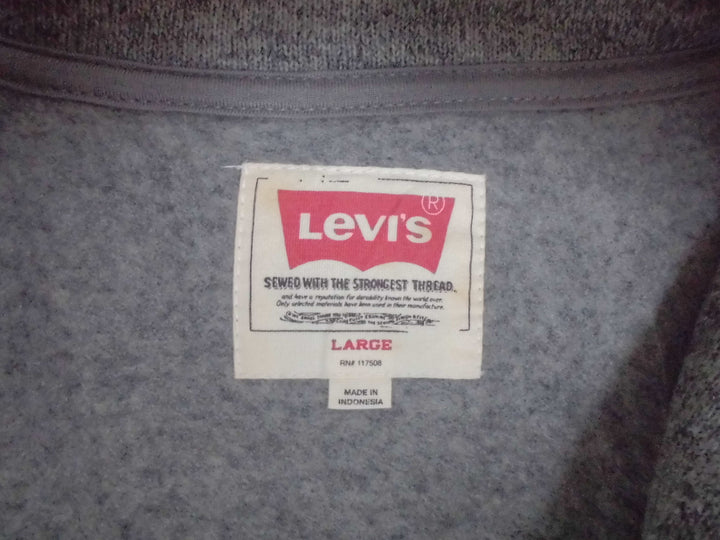 LEVI'S ®
SEWED WITH THE STRONGEST THREAD.
and have a reputation for durability known the world over.
Only selected materials have been used in their manufacture.
LARGE
RN# 117508
MADE IN
INDONESIA